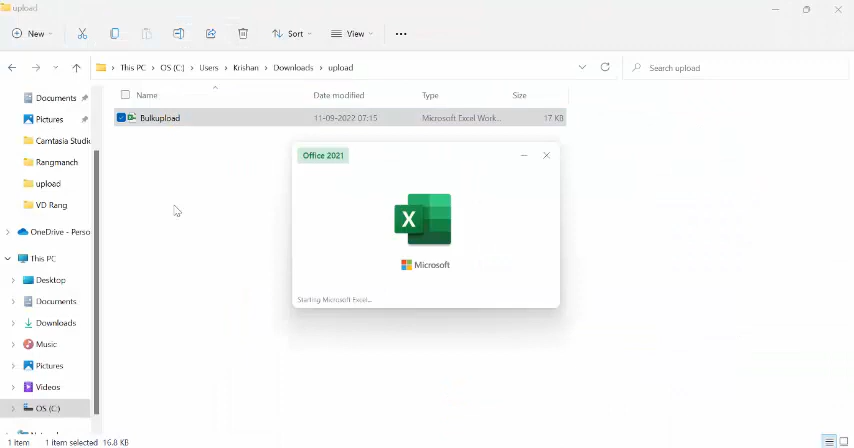 upload
New
Sort
View
This PC > OS (C:) > Users > Krishan > Downloads > upload
Search upload
Name
Date modified
Type
Size
Bulkupload
11-09-2022 07:15
Microsoft Excel Work...
17 KB
Documents
Pictures
Camtasia Studio
Rangmanch
upload
VD Rang
OneDrive - Perso
This PC
Desktop
Documents
Downloads
Music
Pictures
Videos
OS (C:)
Office 2021
X
Microsoft
Starting Microsoft Excel...
1 item
1 item selected 16.8 KB